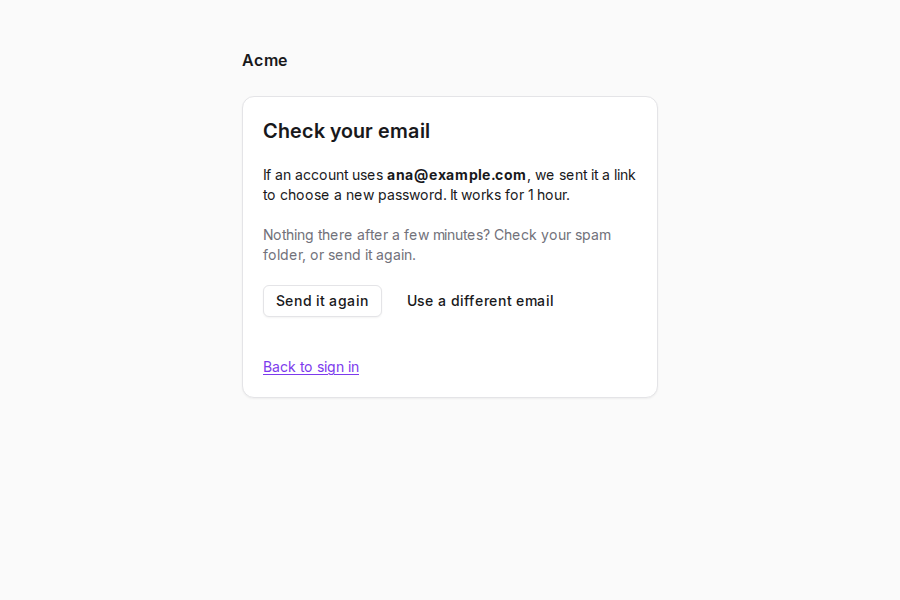 Acme
Check your email
If an account uses ana@example.com, we sent it a link
to choose a new password. It works for 1 hour.
Nothing there after a few minutes? Check your spam
folder, or send it again.
Send it again
Use a different email
Back to sign in